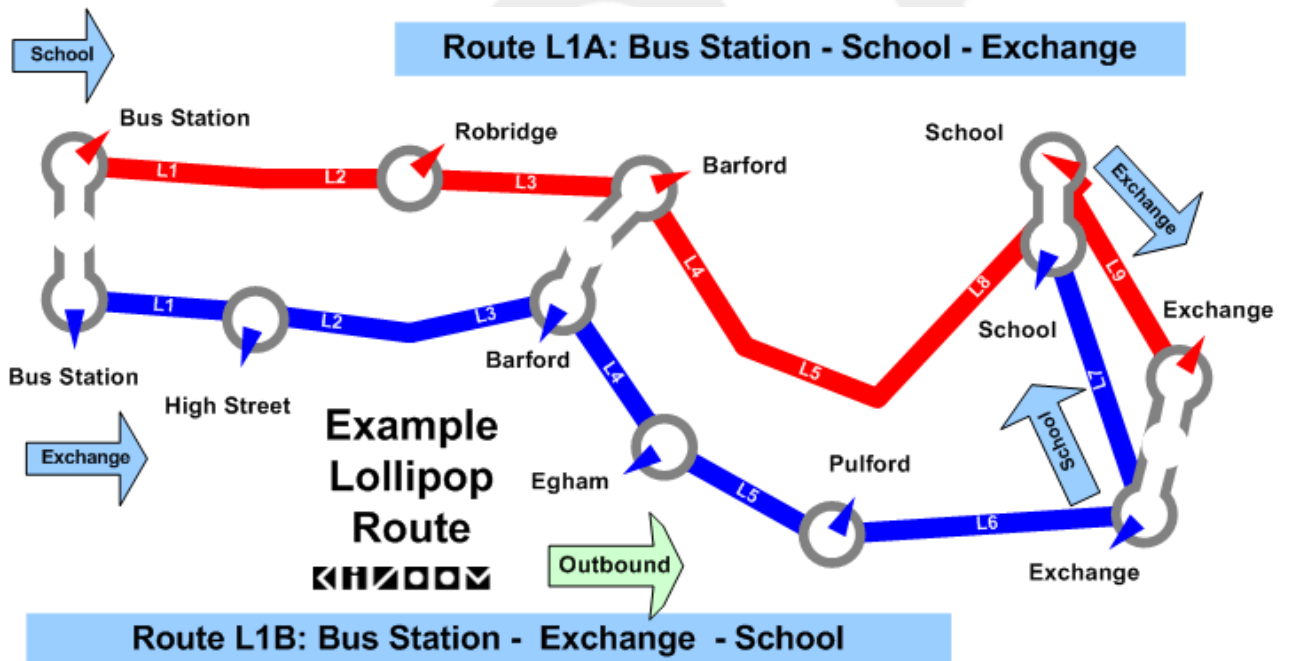 Route L1A: Bus Station - School - Exchange
School
Bus Station
Robridge
Barford
School
Exchange
L1
L2
L3
L4
L5
L8
L9
Exchange
L1
L2
L3
L4
L5
L6
L7
Bus Station
High Street
Barford
Egham
Pulford
School
School
Exchange
Exchange
Example
Lollipop
Route
KIZOOM
Outbound
Route L1B: Bus Station - Exchange - School